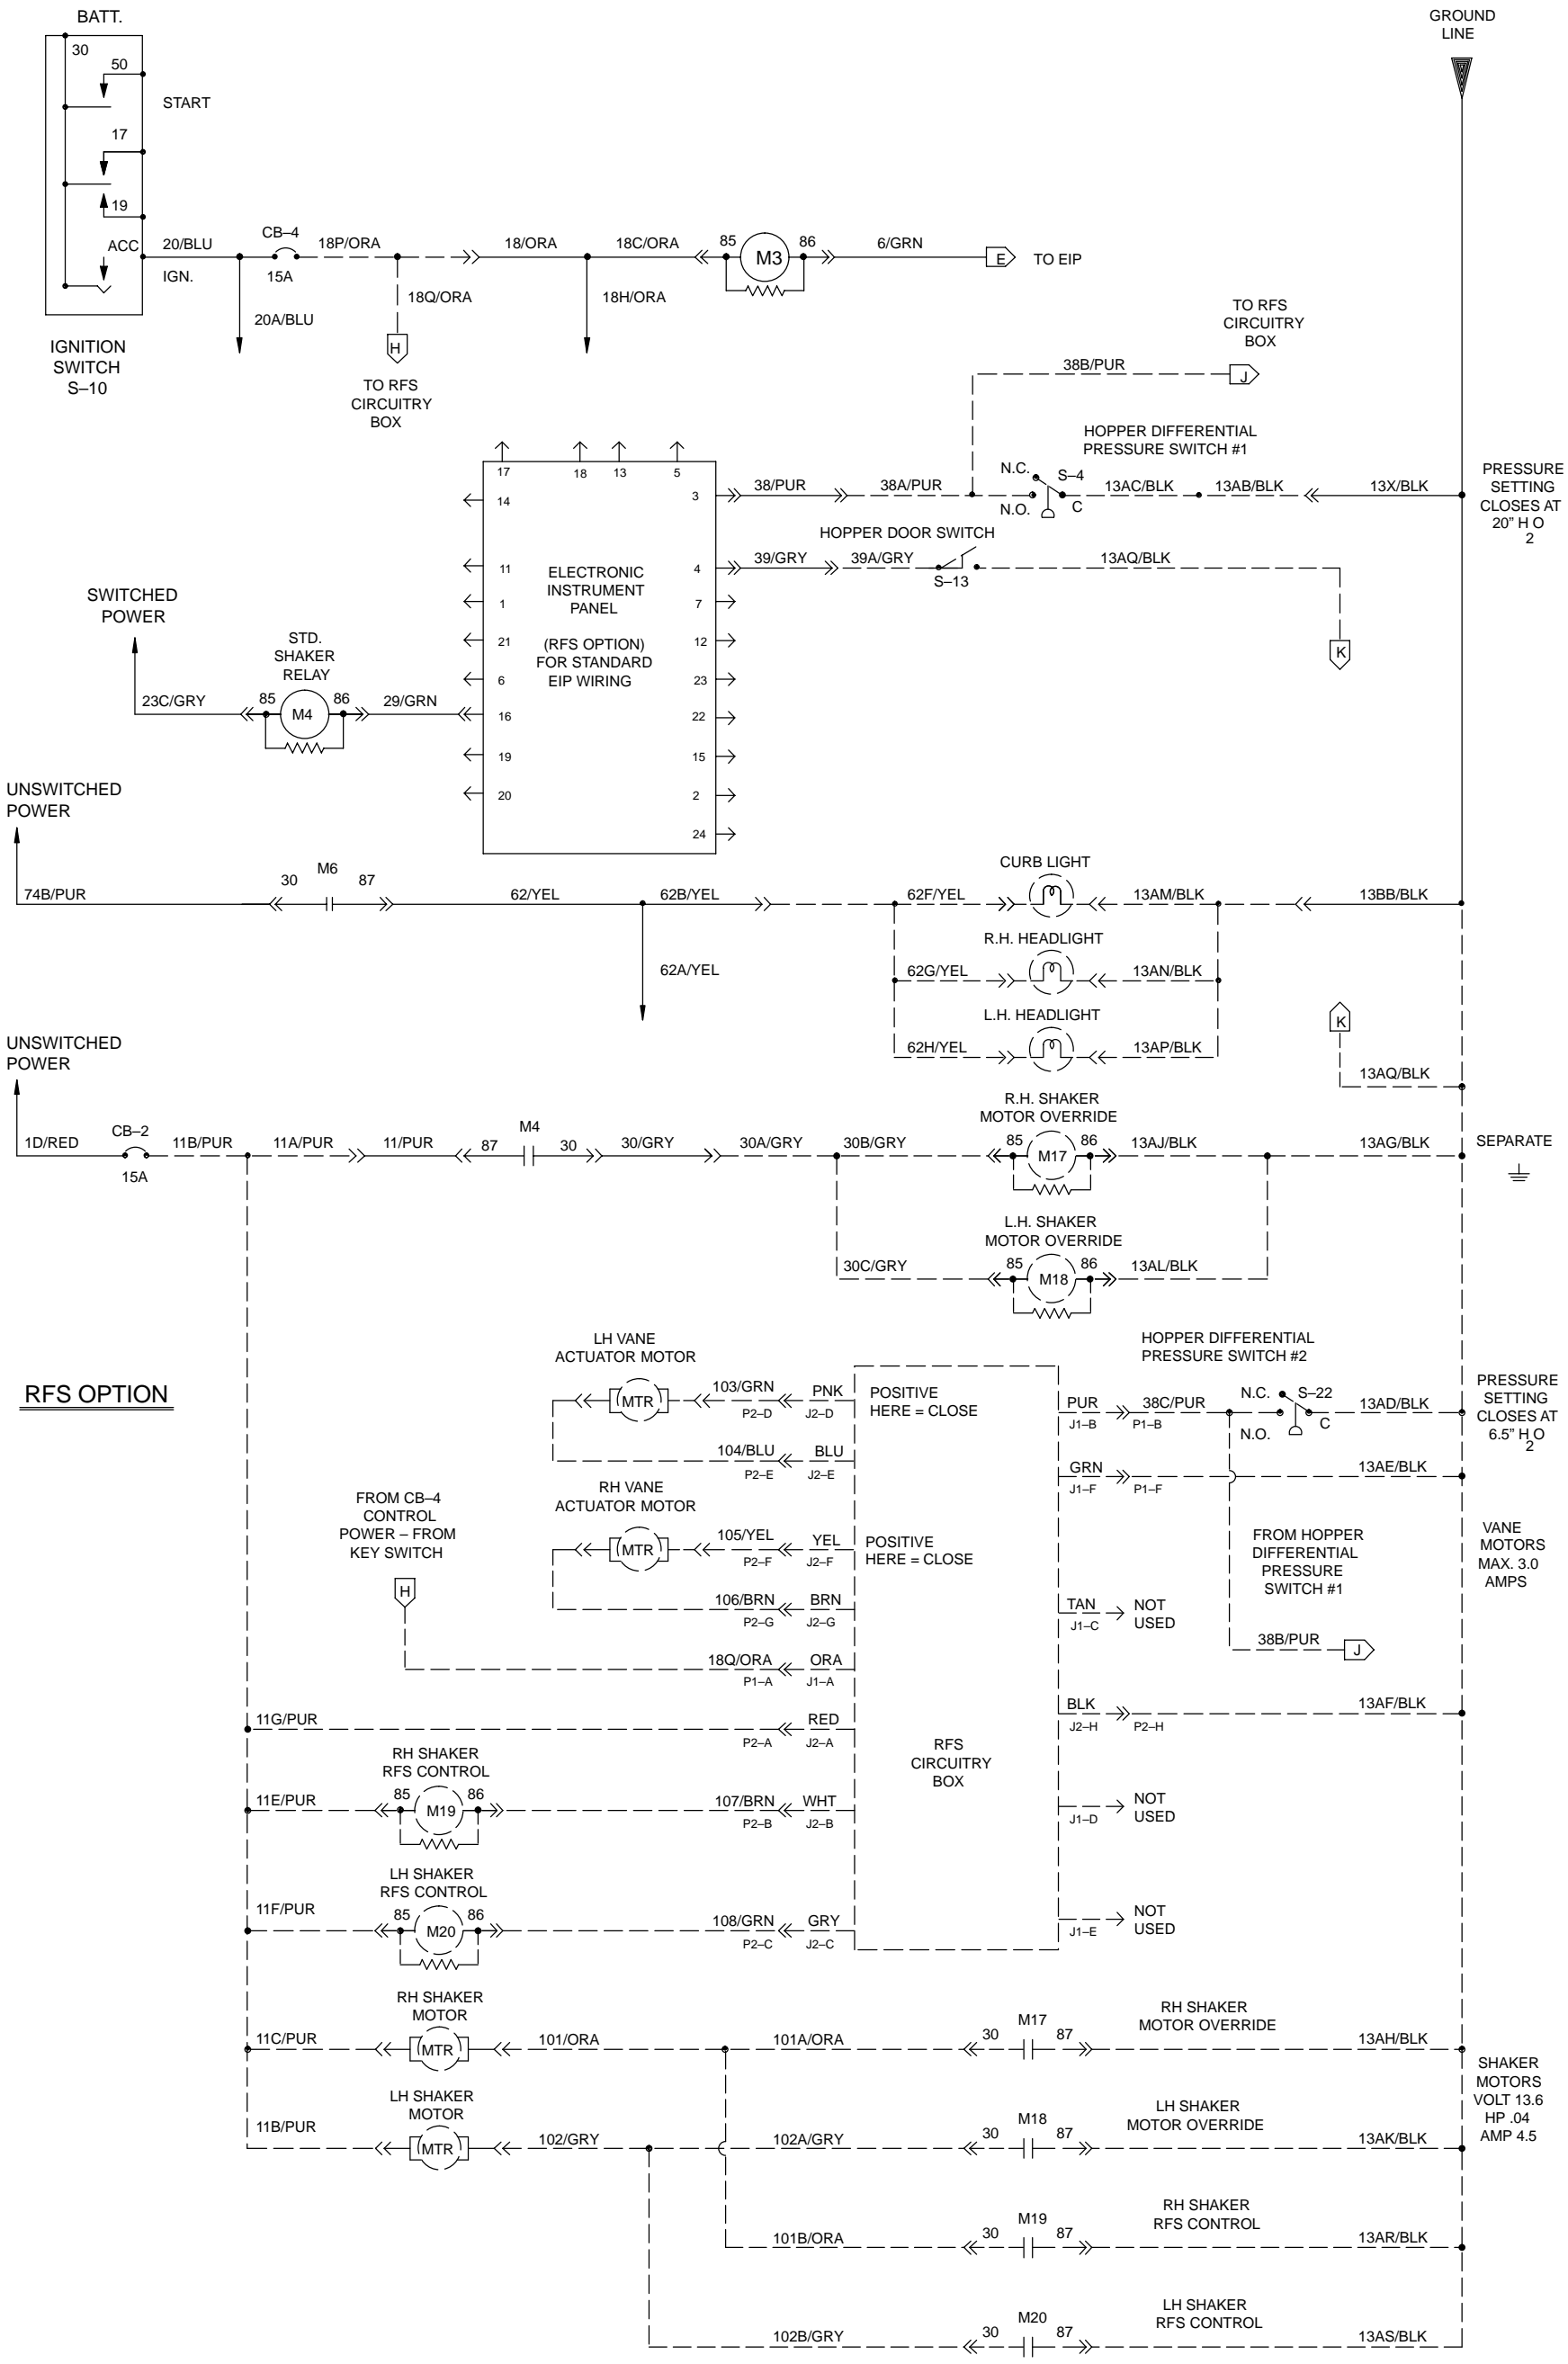 BATT.
GROUND
LINE
30
50
START
17
19
ACC
20/BLU
CB–4
18P/ORA
18/ORA
18C/ORA
85
M3
86
6/GRN
E
TO EIP
IGN.
15A
18Q/ORA
18H/ORA
20A/BLU
H
TO RFS
CIRCUITRY
BOX
IGNITION
SWITCH
S–10
TO RFS
CIRCUITRY
BOX
38B/PUR
J
HOPPER DIFFERENTIAL
PRESSURE SWITCH #1
17
18
13
5
14
11
1
21
6
16
19
20
3
4
7
12
23
22
15
2
24
ELECTRONIC
INSTRUMENT
PANEL
(RFS OPTION)
FOR STANDARD
EIP WIRING
38/PUR
38A/PUR
N.C.
S–4
N.O.
C
13AC/BLK
13AB/BLK
13X/BLK
PRESSURE
SETTING
CLOSES AT
20” H O
2
HOPPER DOOR SWITCH
39/GRY
39A/GRY
S–13
13AQ/BLK
K
SWITCHED
POWER
STD.
SHAKER
RELAY
23C/GRY
85
M4
86
29/GRN
UNSWITCHED
POWER
74B/PUR
30
M6
87
62/YEL
62B/YEL
62A/YEL
CURB LIGHT
62F/YEL
13AM/BLK
13BB/BLK
R.H. HEADLIGHT
62G/YEL
13AN/BLK
L.H. HEADLIGHT
62H/YEL
13AP/BLK
K
13AQ/BLK
UNSWITCHED
POWER
1D/RED
CB–2
15A
11B/PUR
11A/PUR
11/PUR
87
M4
30
30/GRY
30A/GRY
30B/GRY
R.H. SHAKER
MOTOR OVERRIDE
85
M17
86
13AJ/BLK
13AG/BLK
SEPARATE
L.H. SHAKER
MOTOR OVERRIDE
30C/GRY
85
M18
86
13AL/BLK
RFS OPTION
LH VANE
ACTUATOR MOTOR
MTR
103/GRN
PNK
P2–D
J2–D
POSITIVE
HERE = CLOSE
104/BLU
BLU
P2–E
J2–E
RH VANE
ACTUATOR MOTOR
MTR
105/YEL
YEL
P2–F
J2–F
POSITIVE
HERE = CLOSE
106/BRN
BRN
P2–G
J2–G
FROM CB–4
CONTROL
POWER – FROM
KEY SWITCH
H
18Q/ORA
ORA
P1–A
J1–A
11G/PUR
RED
P2–A
J2–A
RFS
CIRCUITRY
BOX
HOPPER DIFFERENTIAL
PRESSURE SWITCH #2
PUR
38C/PUR
J1–B
P1–B
N.C.
S–22
N.O.
C
13AD/BLK
PRESSURE
SETTING
CLOSES AT
6.5” H O
2
GRN
J1–F
P1–F
13AE/BLK
FROM HOPPER
DIFFERENTIAL
PRESSURE
SWITCH #1
VANE
MOTORS
MAX. 3.0
AMPS
TAN
J1–C
NOT
USED
38B/PUR
J
BLK
J2–H
P2–H
13AF/BLK
J1–D
NOT
USED
J1–E
NOT
USED
RH SHAKER
RFS CONTROL
11E/PUR
85
M19
86
107/BRN
WHT
P2–B
J2–B
LH SHAKER
RFS CONTROL
11F/PUR
85
M20
86
108/GRN
GRY
P2–C
J2–C
RH SHAKER
MOTOR
11C/PUR
MTR
101/ORA
101A/ORA
30
M17
87
RH SHAKER
MOTOR OVERRIDE
13AH/BLK
LH SHAKER
MOTOR
11B/PUR
MTR
102/GRY
102A/GRY
30
M18
87
LH SHAKER
MOTOR OVERRIDE
13AK/BLK
SHAKER
MOTORS
VOLT 13.6
HP .04
AMP 4.5
101B/ORA
30
M19
87
RH SHAKER
RFS CONTROL
13AR/BLK
102B/GRY
30
M20
87
LH SHAKER
RFS CONTROL
13AS/BLK